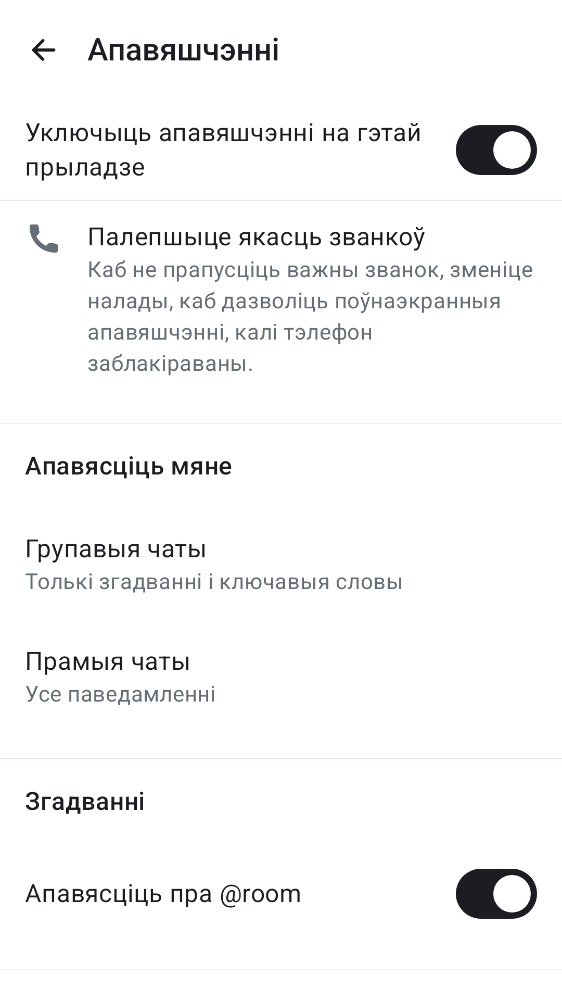 Апавяшчэнні
Уключыць апавяшчэнні на гэтай
прыладзе
Палепшыце якасць званкоў
Каб не прапусціць важны званок, зменіце
налады, каб дазволіць поўнаэкранныя
апавяшчэнні, калі тэлефон
заблакіраваны.
Апавясціць мяне
Групавыя чаты
Толькі згадванні і ключавыя словы
Прамыя чаты
Усе паведамленні
Згадванні
Апавясціць пра @room